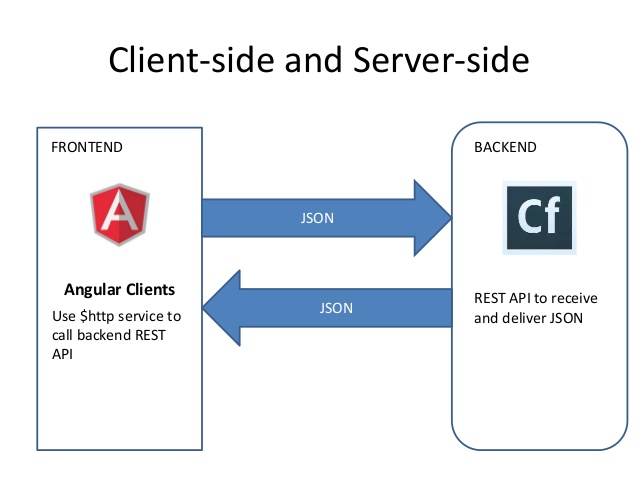 Client-side and Server-side
FRONTEND
A
Angular Clients
Use $http service to
call backend REST
API
JSON
JSON
BACKEND
Cf
REST API to receive
and deliver JSON